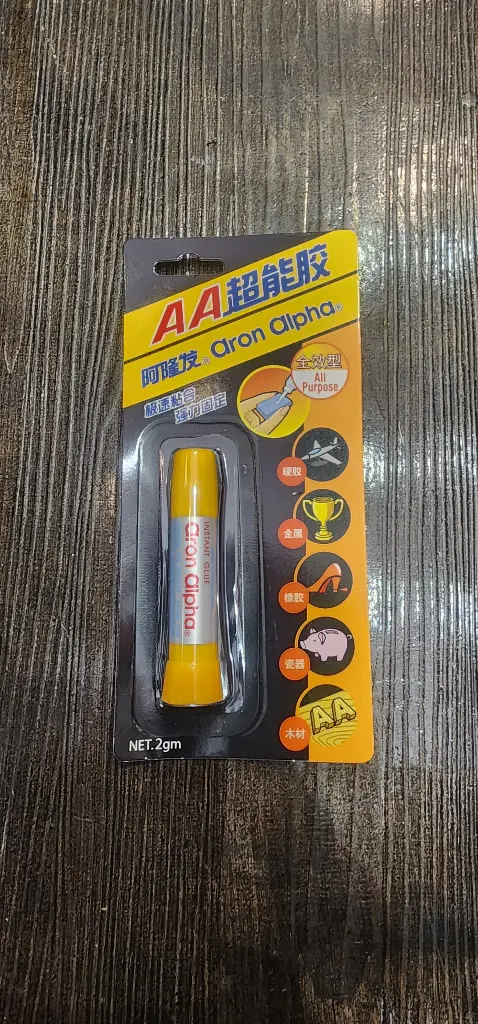 AA超能胶
阿隆发® aron alpha®
极速黏合
强力固定
全效型
All
Purpose
硬胶
金属
橡胶
瓷器
木材
AA
INSTANT GLUE
aron alpha®
NET.2gm